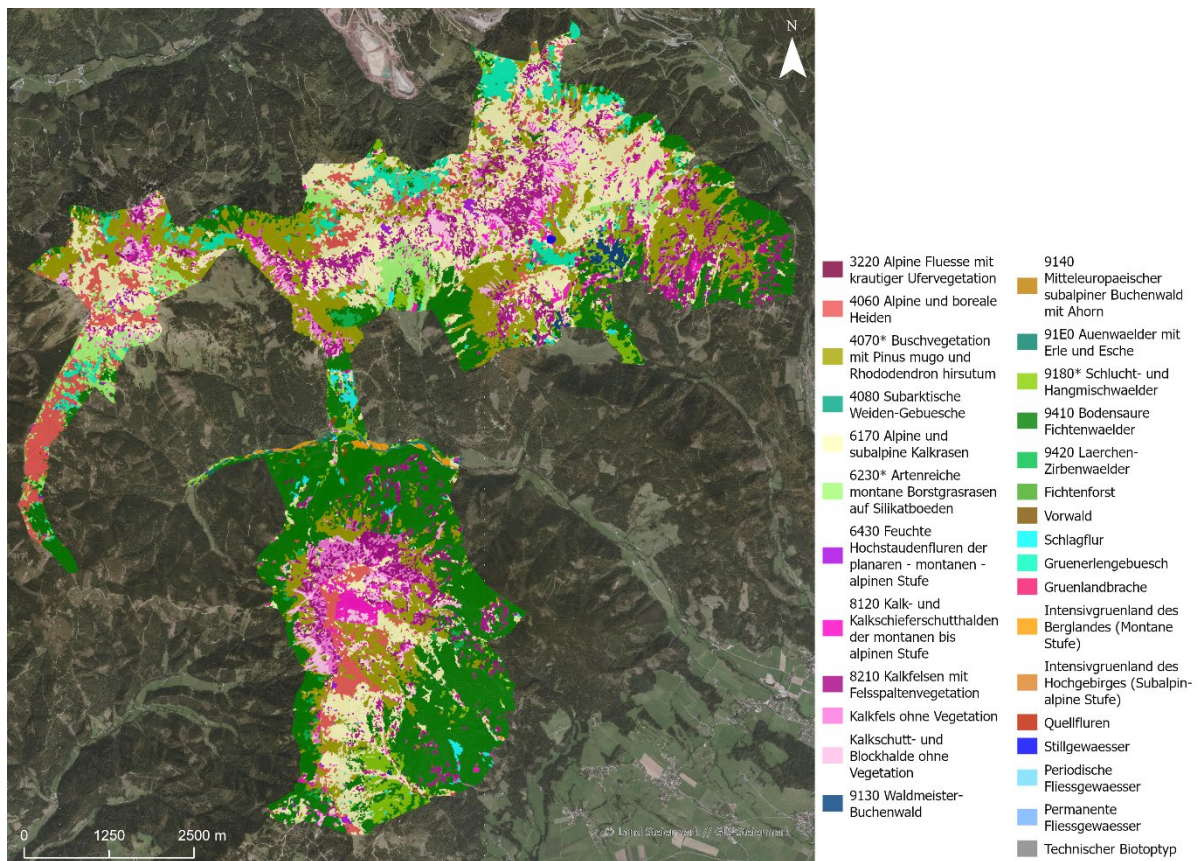 N
3220 Alpine Fluesse mit
krautiger Ufervegetation
4060 Alpine und boreale
Heiden
4070* Buschvegetation
mit Pinus mugo und
Rhododendron hirsutum
4080 Subarktische
Weiden-Gebuesche
6170 Alpine und
subalpine Kalkrasen
6230* Artenreiche
montane Borstgrasrasen
auf Silikatboeden
6430 Feuchte
Hochstaudenfluren der
planaren - montanen -
alpinen Stufe
8120 Kalk- und
Kalkschieferschutthalden
der montanen bis
alpinen Stufe
8210 Kalkfelsen mit
Felsspaltenvegetation
Kalkfels ohne Vegetation
Kalkschutt- und
Blockhalde ohne
Vegetation
9130 Waldmeister-
Buchenwald
9140
Mitteleuropaeischer
subalpiner Buchenwald
mit Ahorn
91E0 Auenwaelder mit
Erle und Esche
9180* Schlucht- und
Hangmischwaelder
9410 Bodensaure
Fichtenwaelder
9420 Laerchen-
Zirbenwaelder
Fichtenforst
Vorwald
Schlagflur
Gruenerlengebuesch
Gruenlandbrache
Intensivgruenland des
Berglandes (Montane
Stufe)
Intensivgruenland des
Hochgebirges (Subalpin-
alpine Stufe)
Quellfluren
Stillgewaesser
Periodische
Fliessgewaesser
Permanente
Fliessgewaesser
Technischer Biotoptyp
0 1250 2500 m
© Land Steiermark // GIS Steiermark